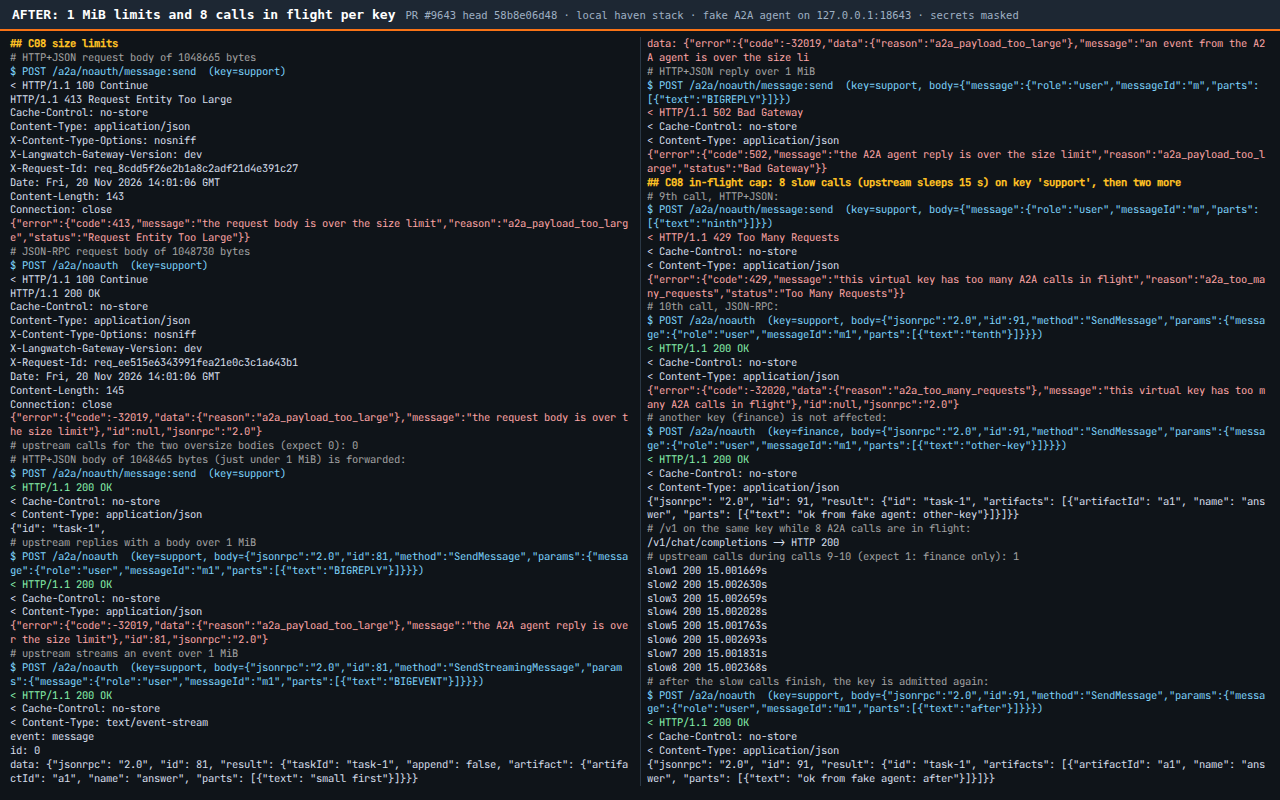 AFTER: 1 MiB limits and 8 calls in flight per key PR #9643 head 58b8e06d48 · local haven stack · fake A2A agent on 127.0.0.1:18643 · secrets masked
## C08 size limits
# HTTP+JSON request body of 1048665 bytes
$ POST /a2a/noauth/message:send (key=support)
< HTTP/1.1 100 Continue
HTTP/1.1 413 Request Entity Too Large
Cache-Control: no-store
Content-Type: application/json
X-Content-Type-Options: nosniff
X-Langwatch-Gateway-Version: dev
X-Request-Id: req_8cdd5f26e2b1a8c2adf21d4e391c27
Date: Fri, 20 Nov 2026 14:01:06 GMT
Content-Length: 143
Connection: close
{"error":{"code":413,"message":"the request body is over the size limit","reason":"a2a_payload_too_larg
e","status":"Request Entity Too Large"}}
# JSON-RPC request body of 1048730 bytes
$ POST /a2a/noauth (key=support)
< HTTP/1.1 100 Continue
HTTP/1.1 200 OK
Cache-Control: no-store
Content-Type: application/json
X-Content-Type-Options: nosniff
X-Langwatch-Gateway-Version: dev
X-Request-Id: req_ee515e6343991fea21e0c3c1a643b1
Date: Fri, 20 Nov 2026 14:01:06 GMT
Content-Length: 145
Connection: close
{"error":{"code":-32019,"data":{"reason":"a2a_payload_too_large"},"message":"the request body is over t
he size limit"},"id":null,"jsonrpc":"2.0"}
# upstream calls for the two oversize bodies (expect 0): 0
# HTTP+JSON body of 1048465 bytes (just under 1 MiB) is forwarded:
$ POST /a2a/noauth/message:send (key=support)
< HTTP/1.1 200 OK
< Cache-Control: no-store
< Content-Type: application/json
{"id": "task-1",
# upstream replies with a body over 1 MiB
$ POST /a2a/noauth (key=support, body={"jsonrpc":"2.0","id":81,"method":"SendMessage","params":{"messa
ge":{"role":"user","messageId":"m1","parts":[{"text":"BIGREPLY"}]}}})
< HTTP/1.1 200 OK
< Cache-Control: no-store
< Content-Type: application/json
{"error":{"code":-32019,"data":{"reason":"a2a_payload_too_large"},"message":"the A2A agent reply is ove
r the size limit"},"id":81,"jsonrpc":"2.0"}
# upstream streams an event over 1 MiB
$ POST /a2a/noauth (key=support, body={"jsonrpc":"2.0","id":81,"method":"SendStreamingMessage","param
s":{"message":{"role":"user","messageId":"m1","parts":[{"text":"BIGEVENT"}]}}})
< HTTP/1.1 200 OK
< Cache-Control: no-store
< Content-Type: text/event-stream
event: message
id: 0
data: {"jsonrpc": "2.0", "id": 81, "result": {"taskId": "task-1", "append": false, "artifact": {"artifa
ctId": "a1", "name": "answer", "parts": [{"text": "small first"}]}}}
data: {"error":{"code":-32019,"data":{"reason":"a2a_payload_too_large"},"message":"an event from the A2
A agent is over the size li
# HTTP+JSON reply over 1 MiB
$ POST /a2a/noauth/message:send (key=support, body={"message":{"role":"user","messageId":"m","parts":
[{"text":"BIGREPLY"}]}})
< HTTP/1.1 502 Bad Gateway
< Cache-Control: no-store
< Content-Type: application/json
{"error":{"code":502,"message":"the A2A agent reply is over the size limit","reason":"a2a_payload_too_l
arge","status":"Bad Gateway"}}
## C08 in-flight cap: 8 slow calls (upstream sleeps 15 s) on key 'support', then two more
# 9th call, HTTP+JSON:
$ POST /a2a/noauth/message:send (key=support, body={"message":{"role":"user","messageId":"m","parts":
[{"text":"ninth"}]}})
< HTTP/1.1 429 Too Many Requests
< Cache-Control: no-store
< Content-Type: application/json
{"error":{"code":429,"message":"this virtual key has too many A2A calls in flight","reason":"a2a_too_ma
ny_requests","status":"Too Many Requests"}}
# 10th call, JSON-RPC:
$ POST /a2a/noauth (key=support, body={"jsonrpc":"2.0","id":91,"method":"SendMessage","params":{"messa
ge":{"role":"user","messageId":"m1","parts":[{"text":"tenth"}]}}})
< HTTP/1.1 200 OK
< Cache-Control: no-store
< Content-Type: application/json
{"error":{"code":-32020,"data":{"reason":"a2a_too_many_requests"},"message":"this virtual key has too m
any A2A calls in flight"},"id":null,"jsonrpc":"2.0"}
# another key (finance) is not affected:
$ POST /a2a/noauth (key=finance, body={"jsonrpc":"2.0","id":91,"method":"SendMessage","params":{"messa
ge":{"role":"user","messageId":"m1","parts":[{"text":"other-key"}]}}})
< HTTP/1.1 200 OK
< Cache-Control: no-store
< Content-Type: application/json
{"jsonrpc": "2.0", "id": 91, "result": {"id": "task-1", "artifacts": [{"artifactId": "a1", "name": "ans
wer", "parts": [{"text": "ok from fake agent: other-key"}]}]}}
# /v1 on the same key while 8 A2A calls are in flight:
/v1/chat/completions → HTTP 200
# upstream calls during calls 9-10 (expect 1: finance only): 1
slow1 200 15.001669s
slow2 200 15.002630s
slow3 200 15.002659s
slow4 200 15.002028s
slow5 200 15.001763s
slow6 200 15.002693s
slow7 200 15.001831s
slow8 200 15.002368s
# after the slow calls finish, the key is admitted again:
$ POST /a2a/noauth (key=support, body={"jsonrpc":"2.0","id":91,"method":"SendMessage","params":{"messa
ge":{"role":"user","messageId":"m1","parts":[{"text":"after"}]}}})
< HTTP/1.1 200 OK
< Cache-Control: no-store
< Content-Type: application/json
{"jsonrpc": "2.0", "id": 91, "result": {"id": "task-1", "artifacts": [{"artifactId": "a1", "name": "ans
wer", "parts": [{"text": "ok from fake agent: after"}]}]}}